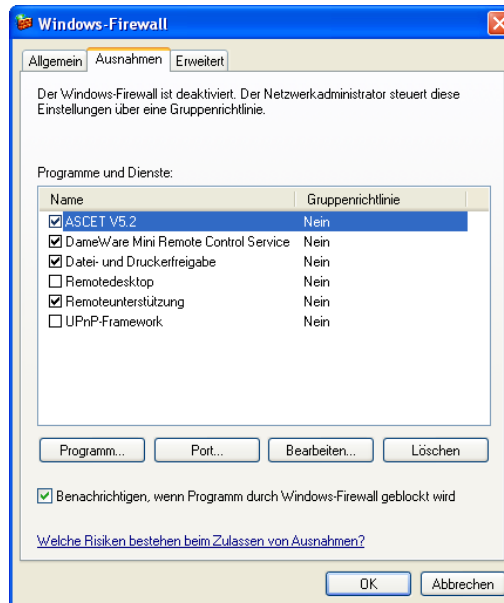 Windows-Firewall
Allgemein Ausnahmen Erweitert
Der Windows-Firewall ist deaktiviert. Der Netzwerkadministrator steuert diese
Einstellungen über eine Gruppenrichtlinie.
Programme und Dienste:
Name Gruppenrichtlinie
ASCET V5.2 Nein
DameWare Mini Remote Control Service Nein
Datei- und Druckerfreigabe Nein
Remotedesktop Nein
Remoteunterstützung Nein
UPnP-Framework Nein
Programm... Port... Bearbeiten... Löschen
Benachrichtigen, wenn Programm durch Windows-Firewall geblockt wird
Welche Risiken bestehen beim Zulassen von Ausnahmen?
OK Abbrechen